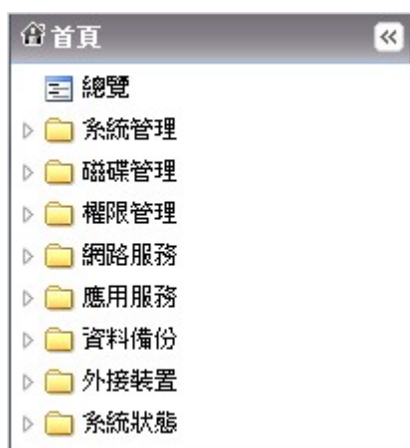 首頁
總覽
系統管理
磁碟管理
權限管理
網路服務
應用服務
資料備份
外接裝置
系統狀態